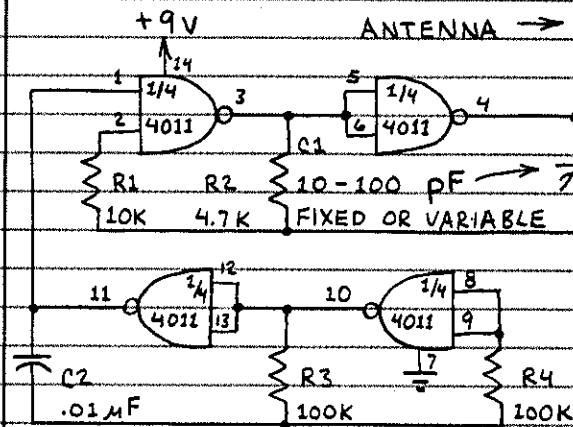 +9V
ANTENNA
14
1
1/4
3
5
1/4
4
2
4011
6
4011
C1
R1
R2
10-100 pF
10K
4.7K
FIXED OR VARIABLE
12
8
11
1/4
10
1/4
4011
13
4011
9
7
C2
R3
R4
.01 µF
100K
100K